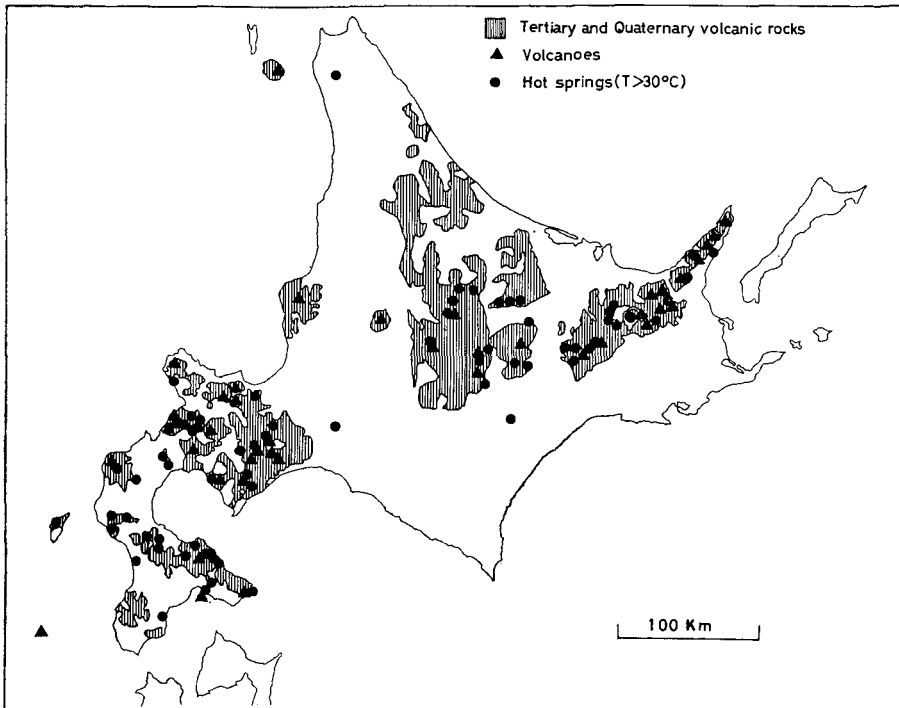 Tertiary and Quaternary volcanic rocks
Volcanoes
Hot springs(T>30°C)
100 Km